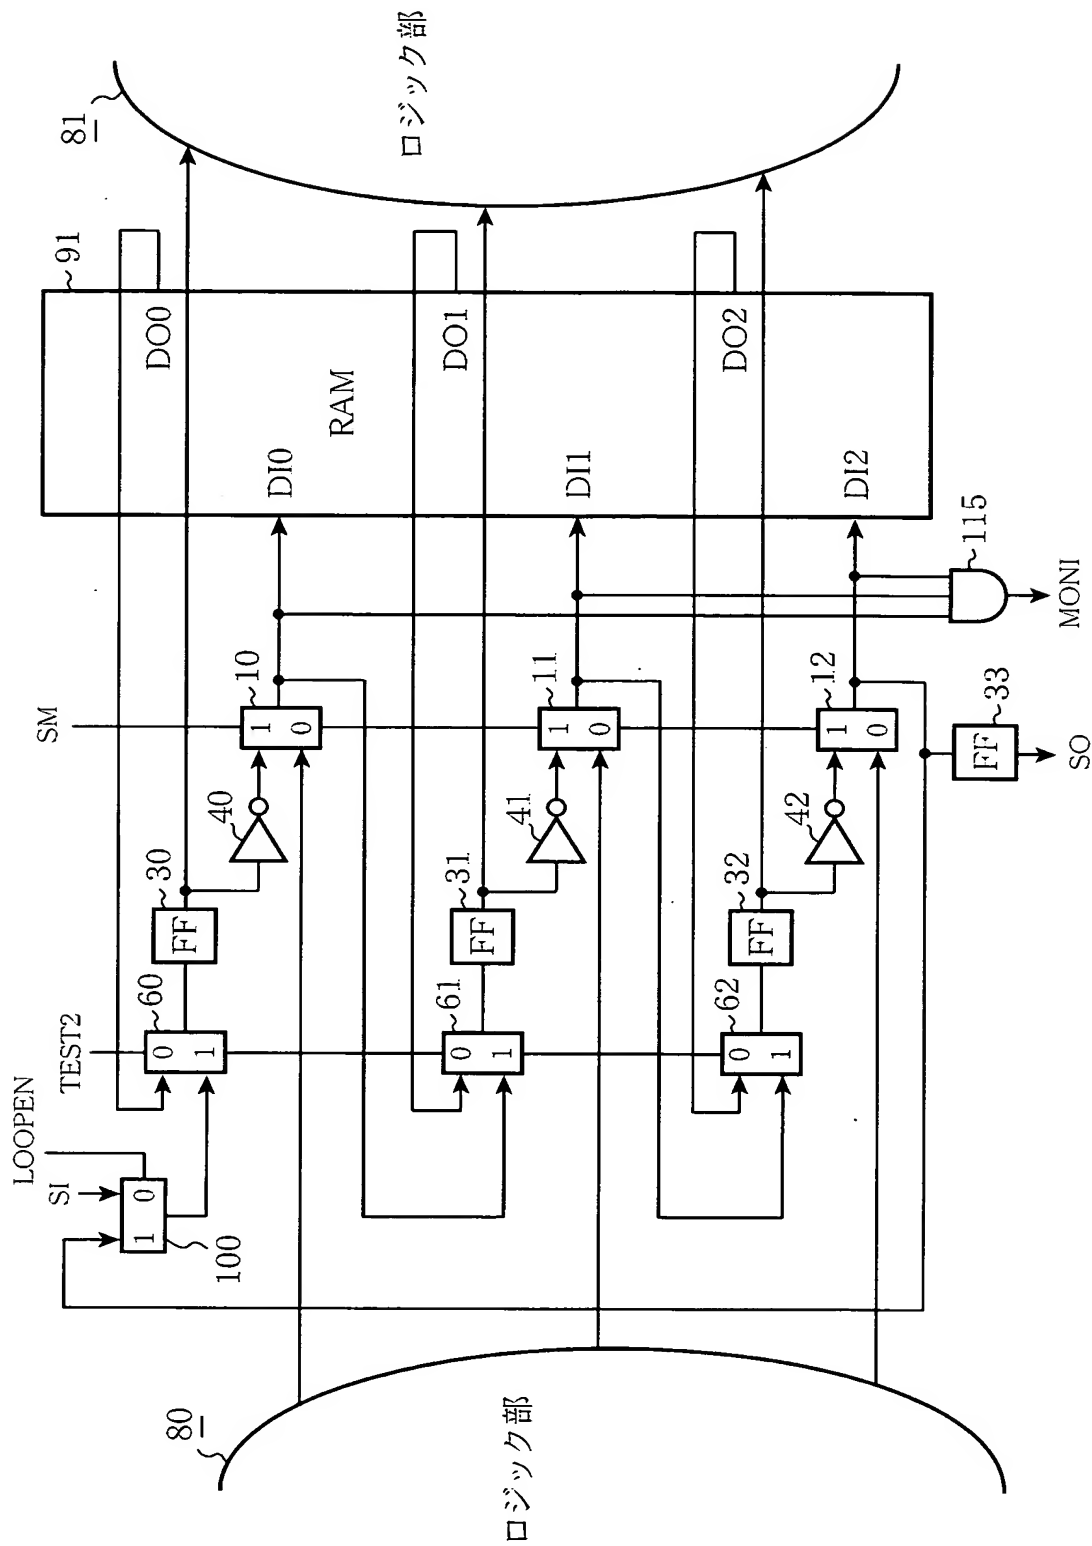 81
ロジック部
91
RAM
DO0
DO1
DO2
DI0
DI1
DI2
115
MONI
SM
10
1
0
11
1
0
12
1
0
33
FF
SO
40
41
42
30
FF
31
FF
32
FF
TEST2
60
0
1
61
0
1
62
0
1
LOOPEN
SI
1
0
100
80
ロジック部